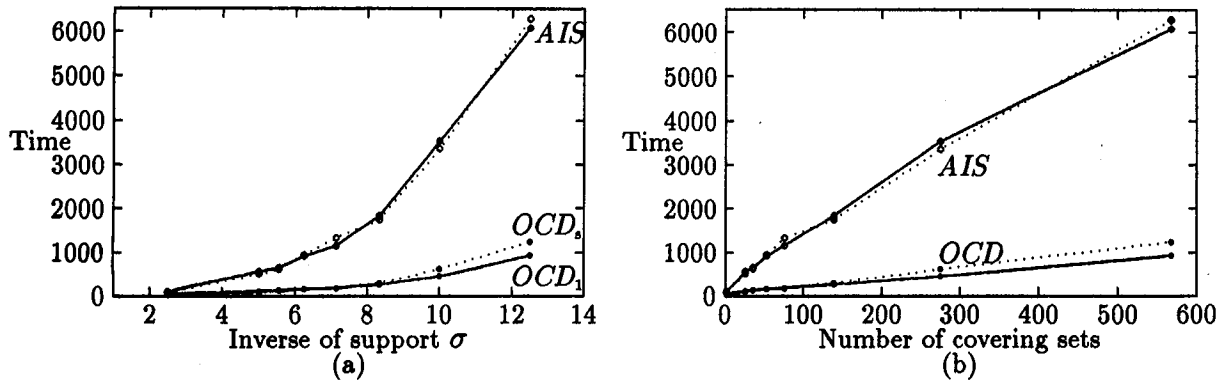 6000
5000
4000
Time
3000
2000
1000
0
2 4 6 8 10 12 14
Inverse of support σ
(a)
AIS
OCDs
OCD1
6000
5000
4000
Time
3000
2000
1000
0
0 100 200 300 400 500 600
Number of covering sets
(b)
AIS
OCD